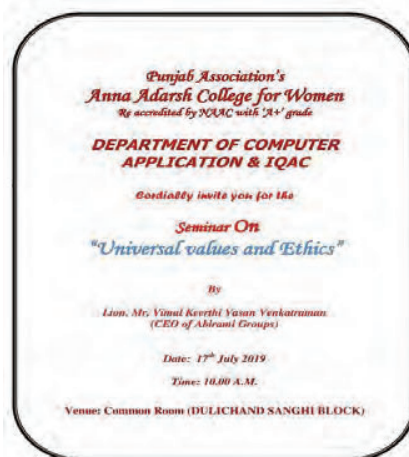 Punjab Association's
Anna Adarsh College for Women
Re accredited by NAAC with 'A+' grade
DEPARTMENT OF COMPUTER
APPLICATION & IQAC
Cordially invite you for the
Seminar On
"Universal values and Ethics"
By
Lion. Mr. Vimal Keerthi Vasan Venkatraman
(CEO of Abirami Groups)
Date: 17th July 2019
Time: 10.00 A.M.
Venue: Common Room (DULICHAND SANGHI BLOCK)